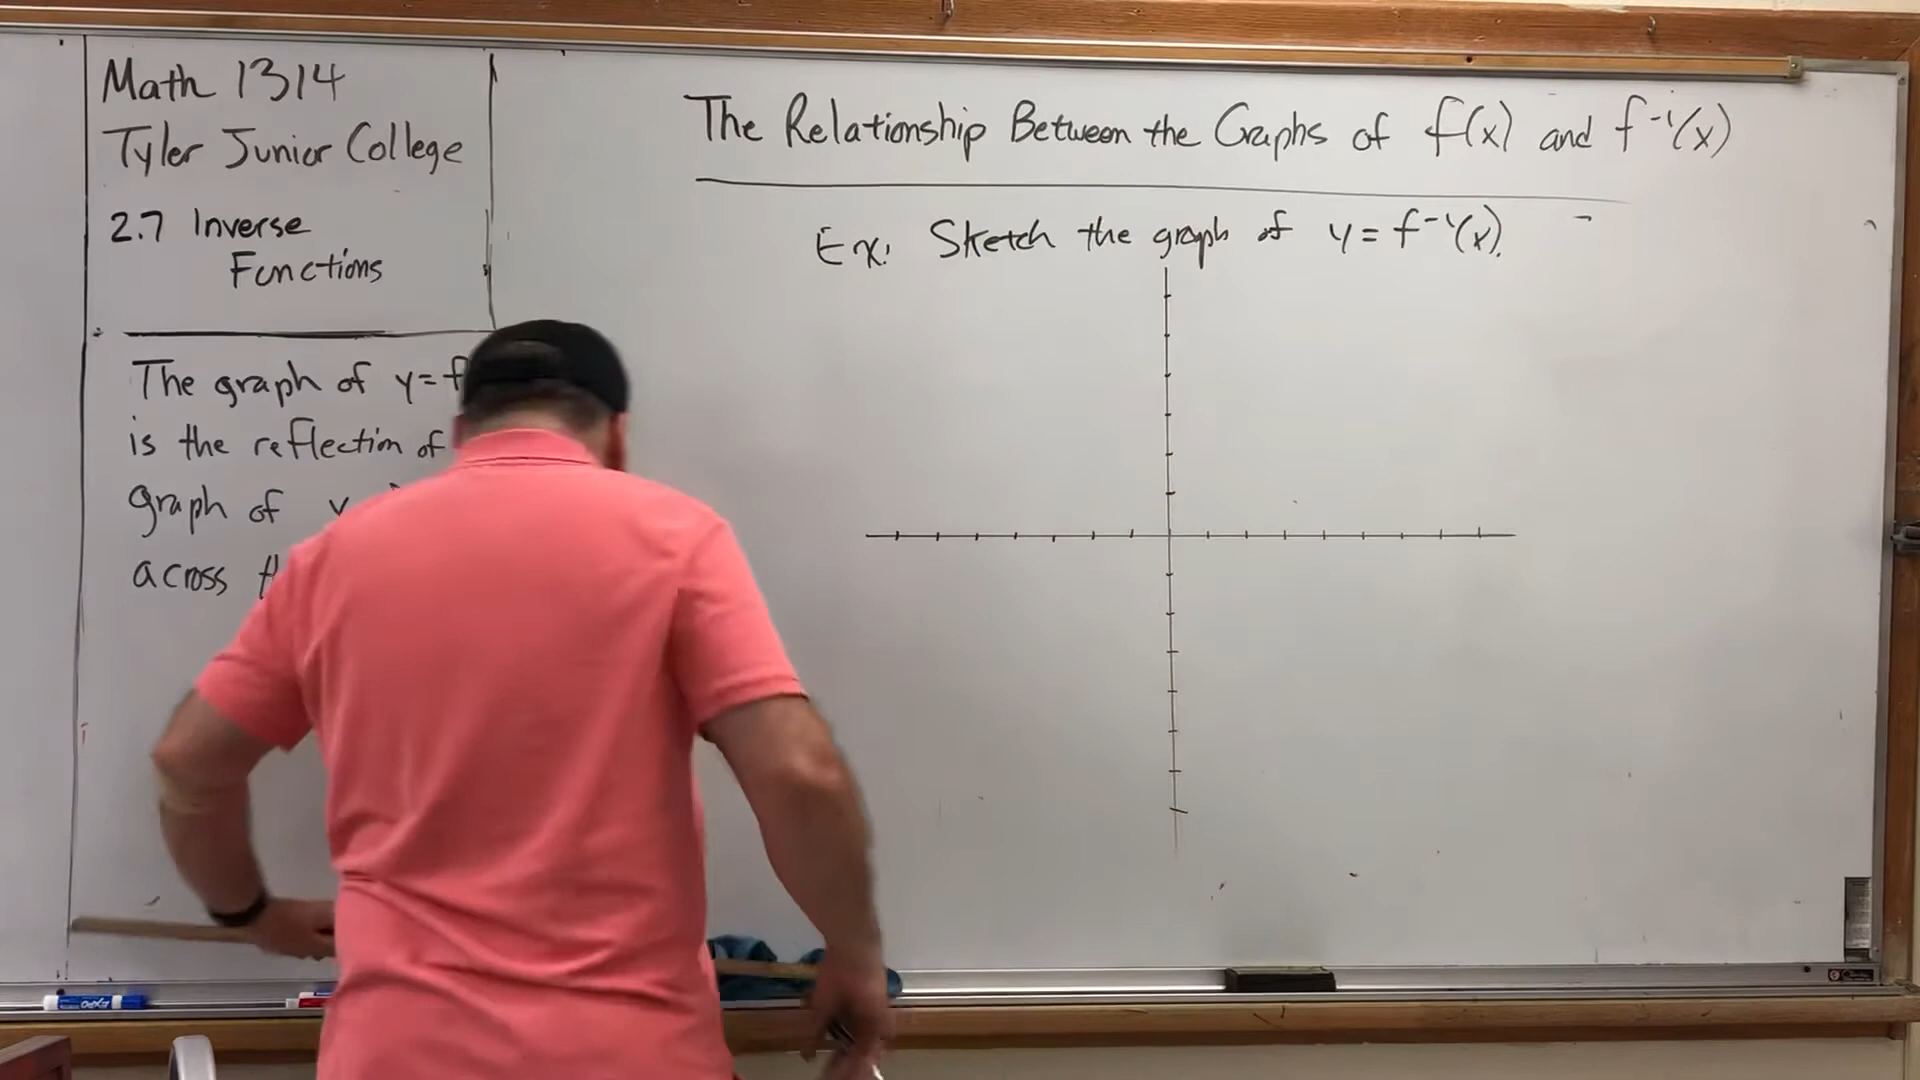 Math 1314
Tyler Junior College
2.7 Inverse
Functions
The graph of y=f
is the reflection of
graph of y
across
The Relationship Between the Graphs of f(x) and f⁻¹(x)
Ex: Sketch the graph of y = f⁻¹(x).
EXPO